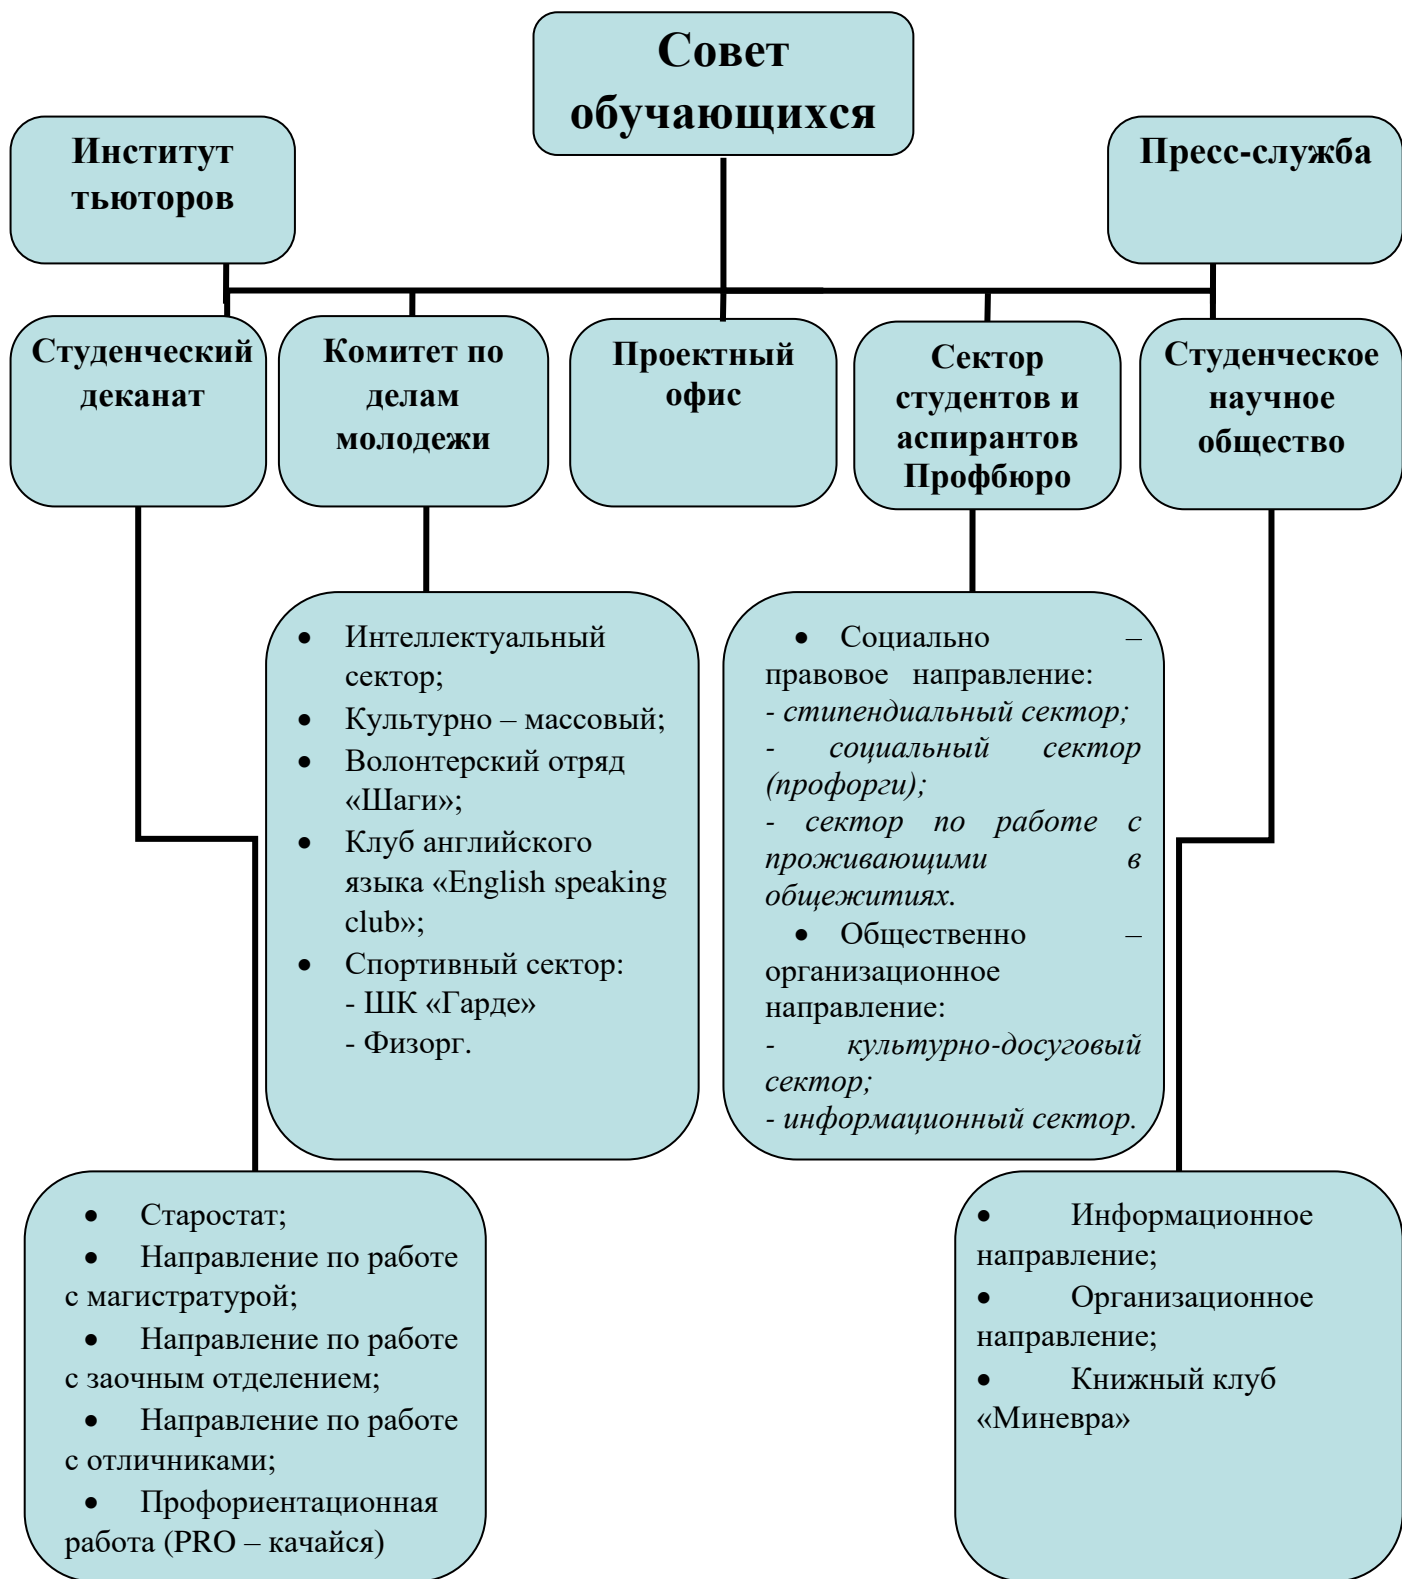 Совет
обучающихся
Институт
тьюторов
Пресс-служба
Студенческий
деканат
Комитет по
делам
молодежи
Проектный
офис
Сектор
студентов и
аспирантов
Профбюро
Студенческое
научное
общество
• Интеллектуальный
сектор;
• Культурно – массовый;
• Волонтерский отряд
«Шаги»;
• Клуб английского
языка «English speaking
club»;
• Спортивный сектор:
- ШК «Гарде»
- Физорг.
• Социально –
правовое направление:
- стипендиальный сектор;
- социальный сектор
(профорги);
- сектор по работе с
проживающими в
общежитиях.
• Общественно –
организационное
направление:
- культурно-досуговый
сектор;
- информационный сектор.
• Старостат;
• Направление по работе
с магистратурой;
• Направление по работе
с заочным отделением;
• Направление по работе
с отличниками;
• Профориентационная
работа (PRO – качайся)
• Информационное
направление;
• Организационное
направление;
• Книжный клуб
«Миневра»